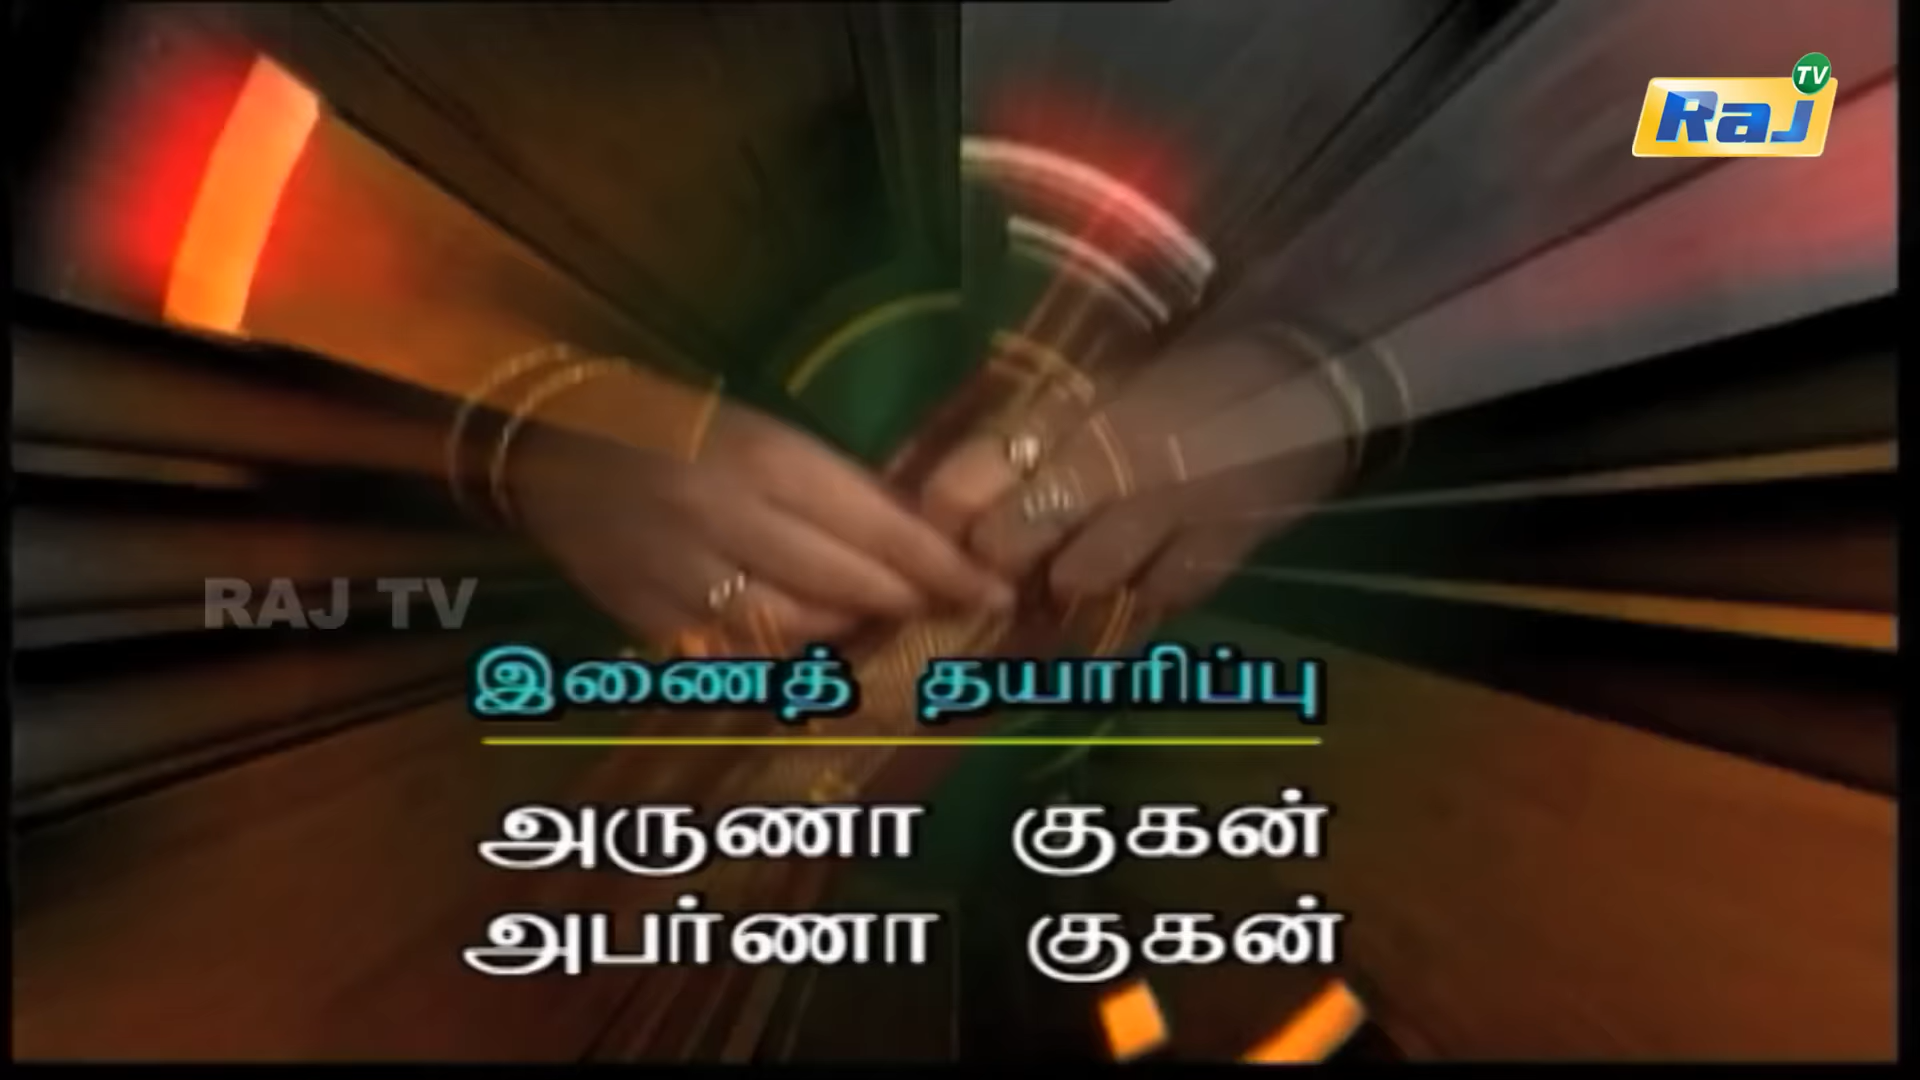 Raj TV
RAJ TV
இணைத் தயாரிப்பு
அருணா குகன்
அபர்ணா குகன்